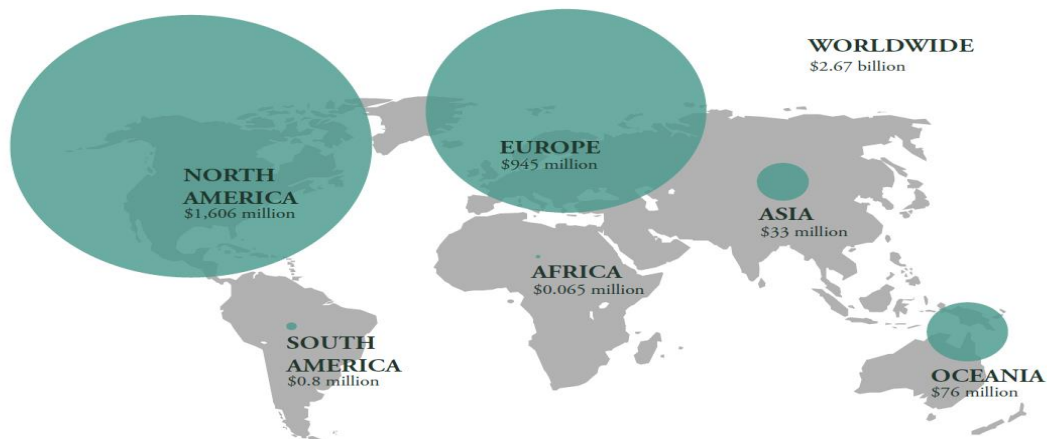 WORLDWIDE
$2.67 billion
EUROPE
$945 million
NORTH
AMERICA
$1,606 million
ASIA
$33 million
AFRICA
$0.065 million
SOUTH
AMERICA
$0.8 million
OCEANIA
$76 million